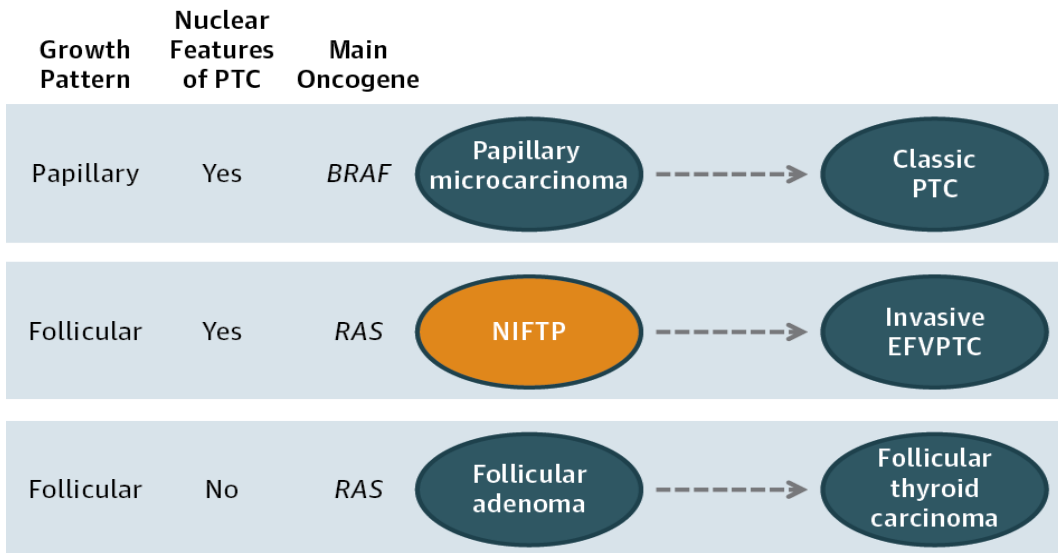 Growth
Pattern
Nuclear
Features
of PTC
Main
Oncogene
Papillary
Yes
BRAF
Papillary
microcarcinoma
Classic
PTC
Follicular
Yes
RAS
NIFTP
Invasive
EFVPTC
Follicular
No
RAS
Follicular
adenoma
Follicular
thyroid
carcinoma